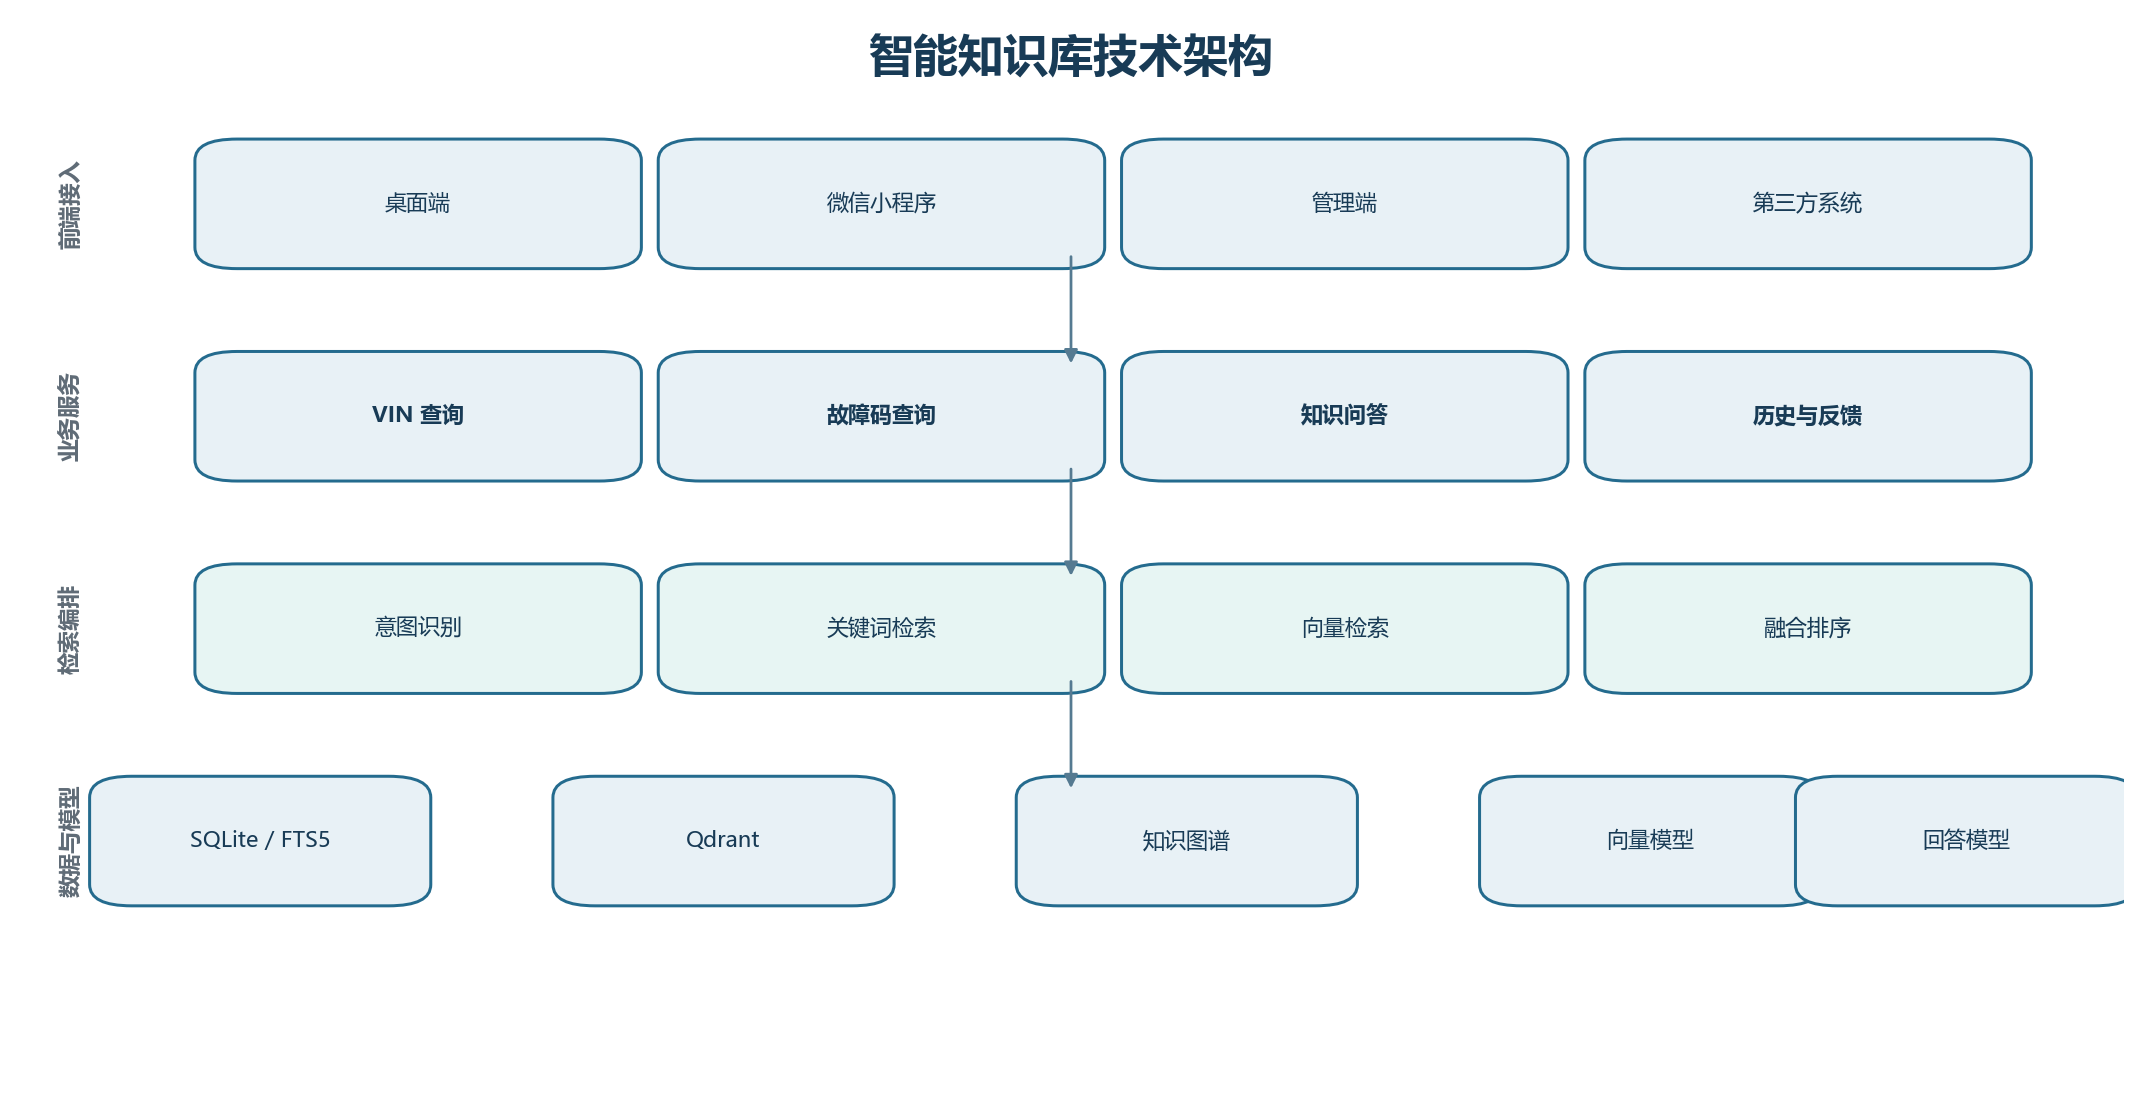 智能知识库技术架构
前端接入
桌面端
微信小程序
管理端
第三方系统
业务服务
VIN 查询
故障码查询
知识问答
历史与反馈
检索编排
意图识别
关键词检索
向量检索
融合排序
数据与模型
SQLite / FTS5
Qdrant
知识图谱
向量模型
回答模型